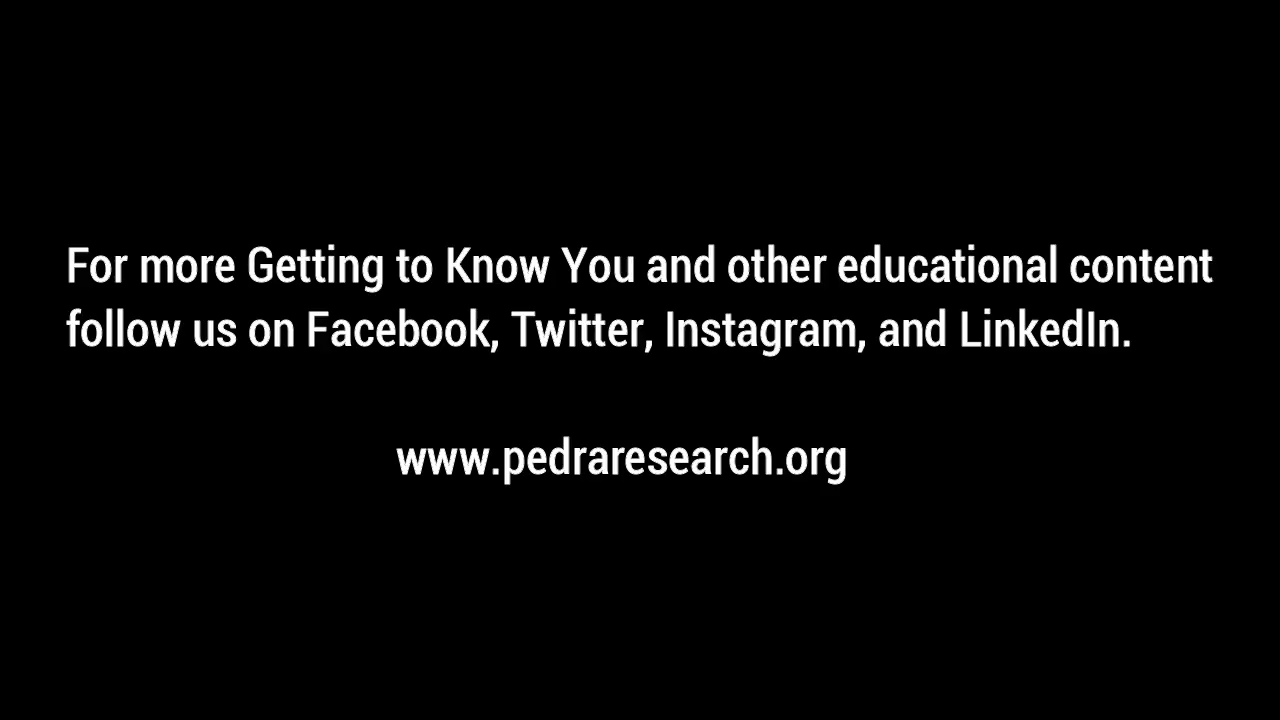 For more Getting to Know You and other educational content
follow us on Facebook, Twitter, Instagram, and LinkedIn.
www.pedraresearch.org